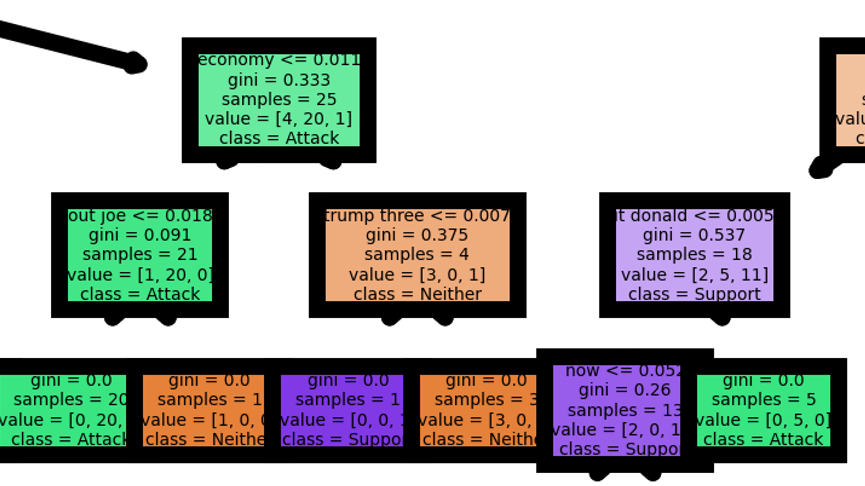 economy <= 0.011
gini = 0.333
samples = 25
value = [4, 20, 1]
class = Attack
out joe <= 0.018
gini = 0.091
samples = 21
value = [1, 20, 0]
class = Attack
trump three <= 0.007
gini = 0.375
samples = 4
value = [3, 0, 1]
class = Neither
t donald <= 0.005
gini = 0.537
samples = 18
value = [2, 5, 11]
class = Support
gini = 0.0
samples = 20
value = [0, 20,
class = Attack
gini = 0.0
samples = 1
value = [1, 0, 0
class = Neithe
gini = 0.0
samples = 1
value = [0, 0, 1
class = Suppo
gini = 0.0
samples = 3
value = [3, 0,
class = Neithe
now <= 0.052
gini = 0.26
samples = 13
value = [2, 0, 1
class = Suppo
gini = 0.0
samples = 5
value = [0, 5, 0]
class = Attack